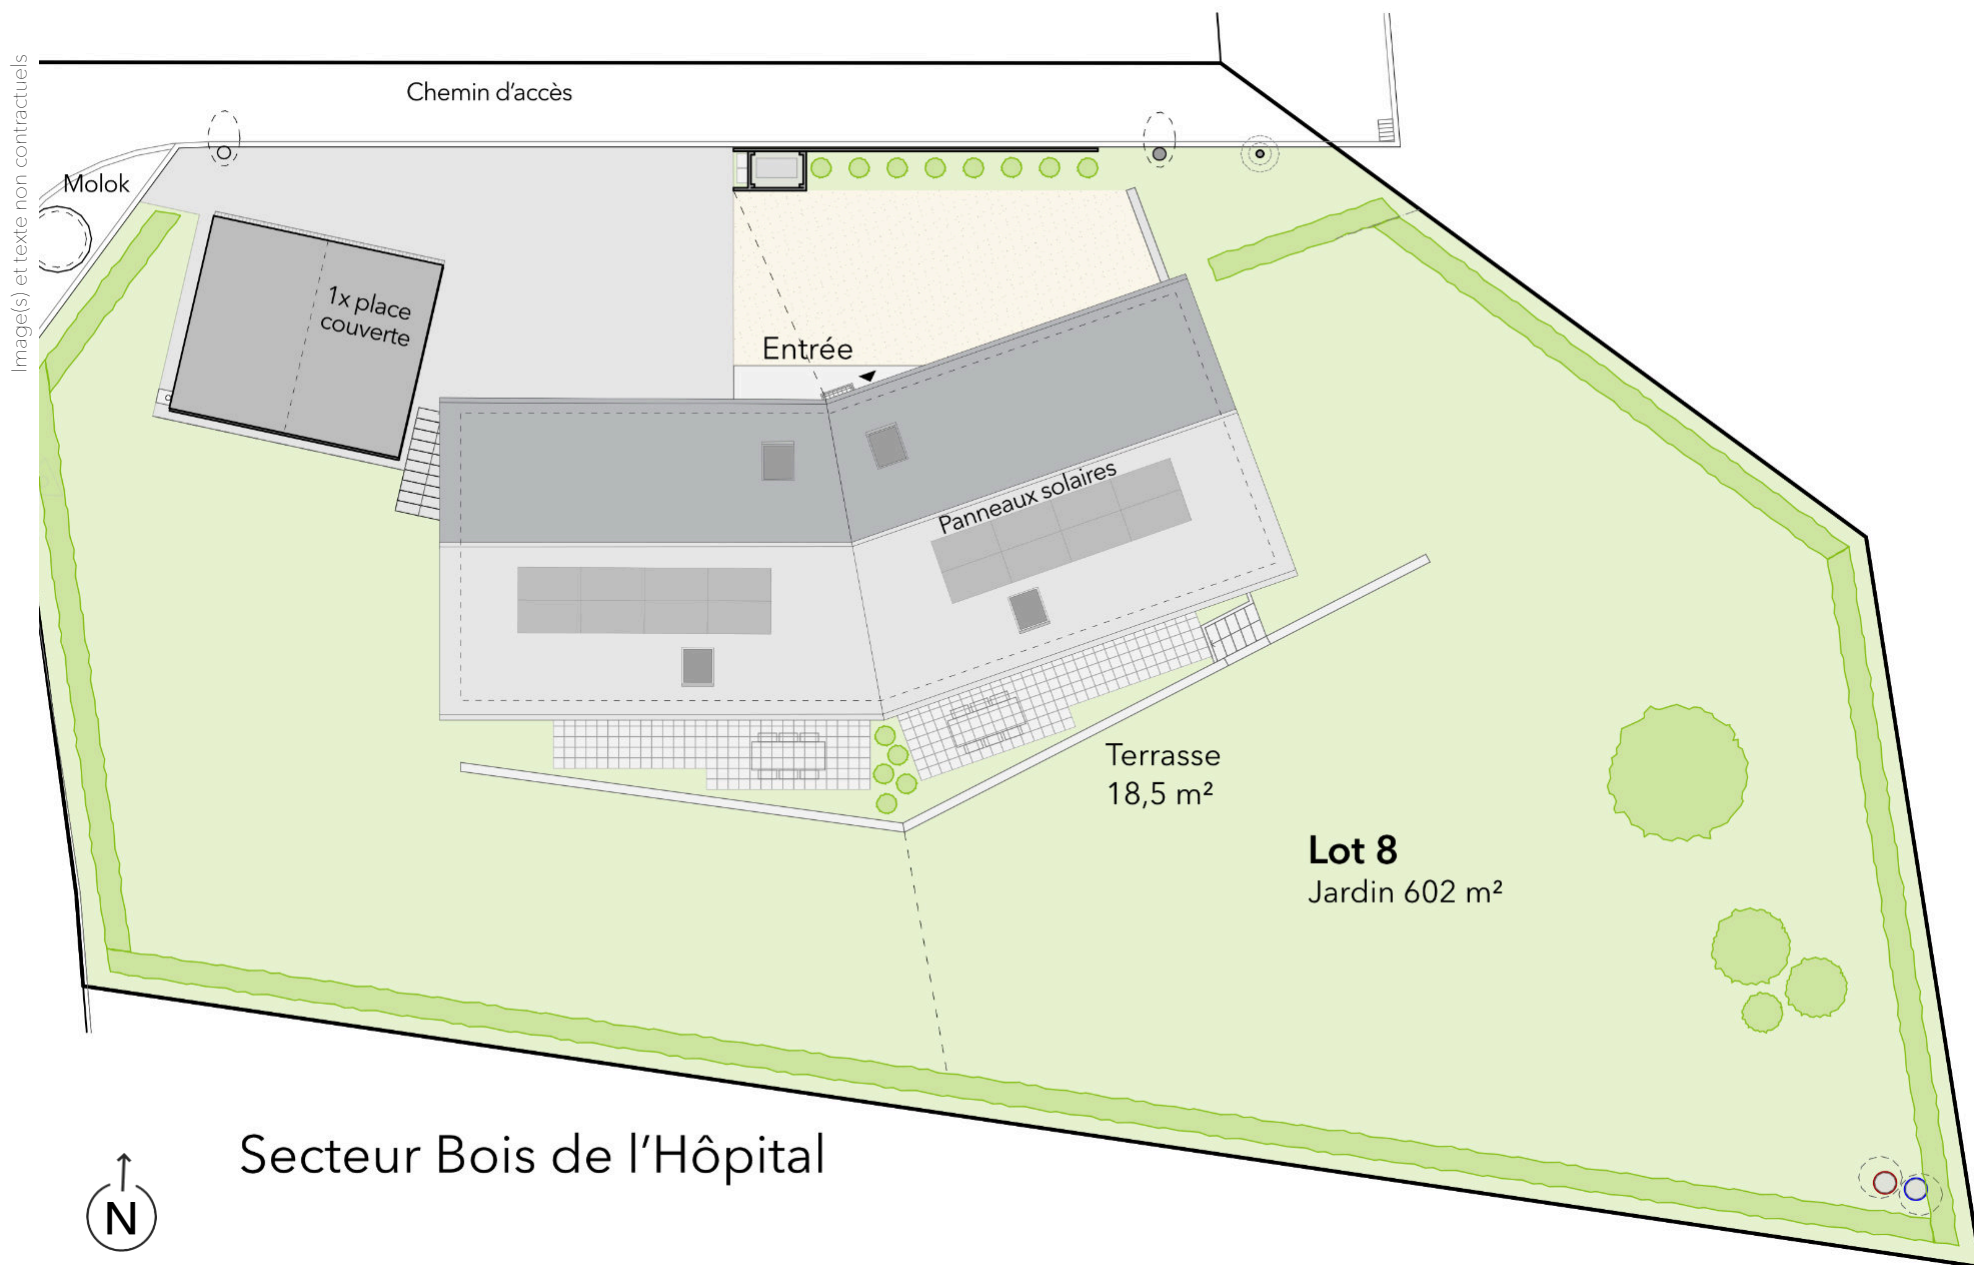 Image(s) et texte non contractuels
Chemin d'accès
Molok
1x place
couverte
Entrée
Panneaux solaires
Terrasse
18,5 m²
Lot 8
Jardin 602 m²
Secteur Bois de l'Hôpital
N